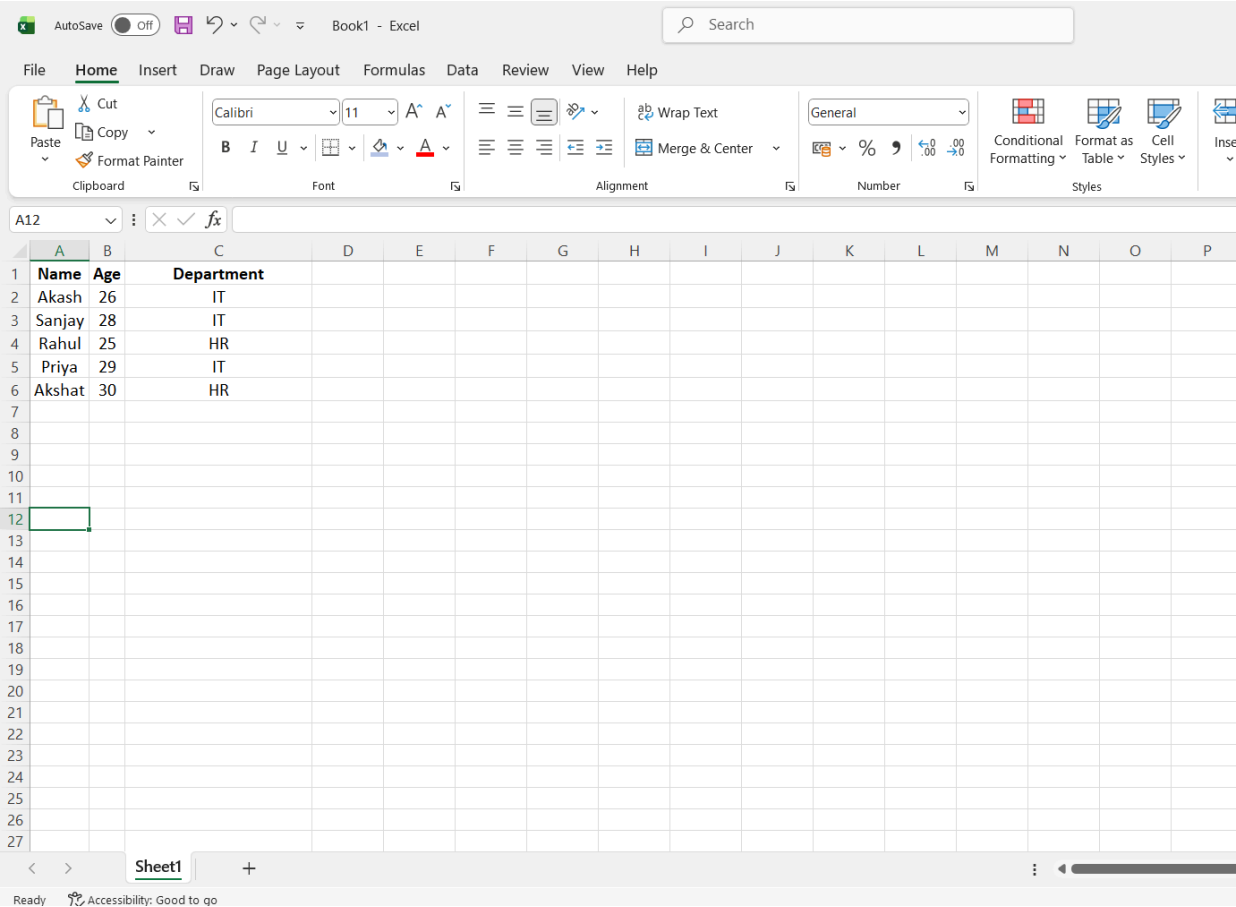 AutoSave Off Book1 - Excel Search
File Home Insert Draw Page Layout Formulas Data Review View Help
Paste
Cut
Copy
Format Painter
Clipboard
Calibri 11
B I U A
Font
Wrap Text
Merge & Center
Alignment
General
% 9 .00
Number
Conditional Formatting
Format as Table
Cell Styles
Styles
A12 fx
A B C D E F G H I J K L M N O P
1 Name Age Department
2 Akash 26 IT
3 Sanjay 28 IT
4 Rahul 25 HR
5 Priya 29 IT
6 Akshat 30 HR
7
8
9
10
11
12
13
14
15
16
17
18
19
20
21
22
23
24
25
26
27
Sheet1
Ready Accessibility: Good to go